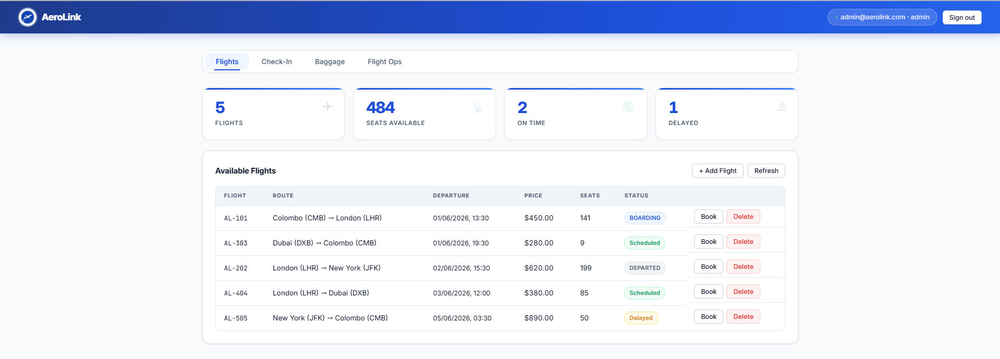 AeroLink
admin@aerolink.com · admin
Sign out
Flights
Check-In
Baggage
Flight Ops
5
FLIGHTS
484
SEATS AVAILABLE
2
ON TIME
1
DELAYED
Available Flights
+ Add Flight
Refresh
FLIGHT ROUTE DEPARTURE PRICE SEATS STATUS
AL-101 Colombo (CMB) → London (LHR) 01/06/2026, 13:30 $450.00 141 BOARDING Book Delete
AL-303 Dubai (DXB) → Colombo (CMB) 01/06/2026, 19:30 $280.00 9 Scheduled Book Delete
AL-202 London (LHR) → New York (JFK) 02/06/2026, 15:30 $620.00 199 DEPARTED Book Delete
AL-404 London (LHR) → Dubai (DXB) 03/06/2026, 12:00 $380.00 85 Scheduled Book Delete
AL-505 New York (JFK) → Colombo (CMB) 05/06/2026, 03:30 $890.00 50 Delayed Book Delete